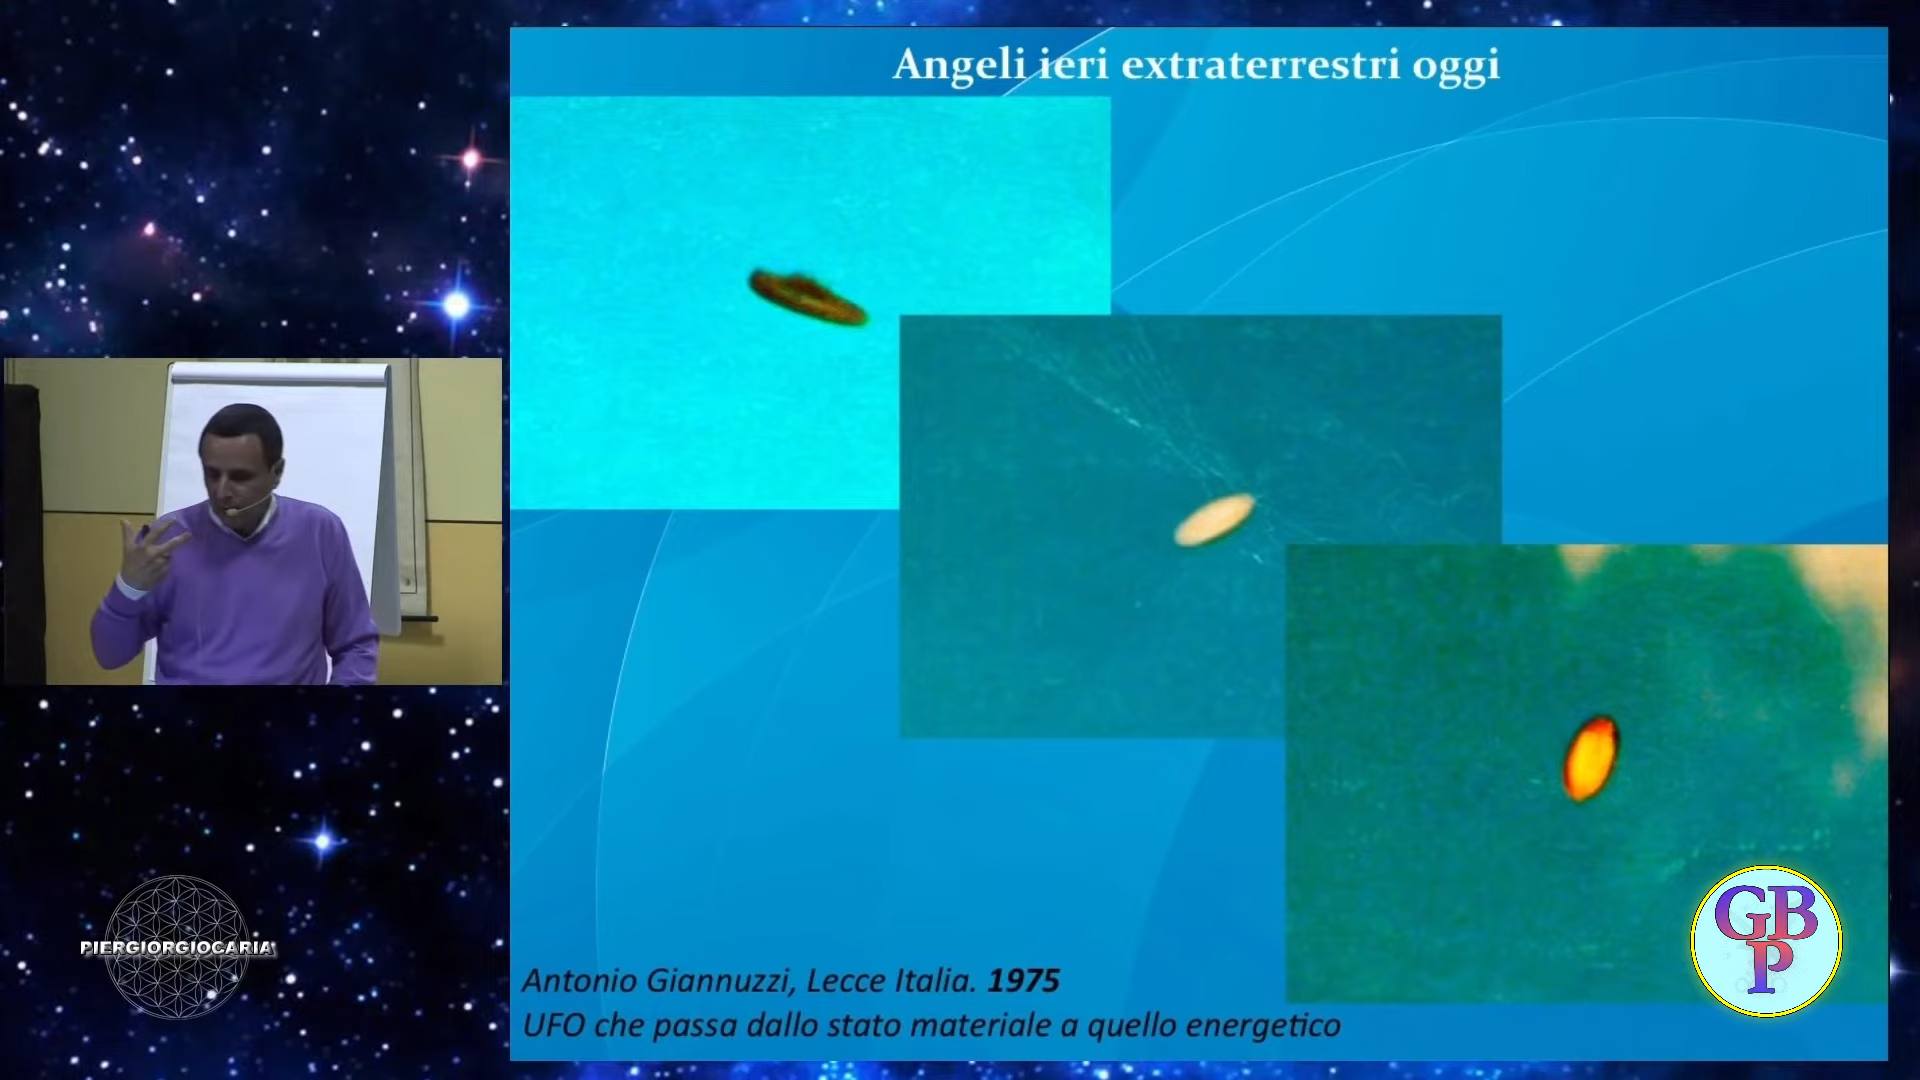 Angeli ieri extraterrestri oggi
PIERGIORGIOCARIA
Antonio Giannuzzi, Lecce Italia. 1975
UFO che passa dallo stato materiale a quello energetico
GBP